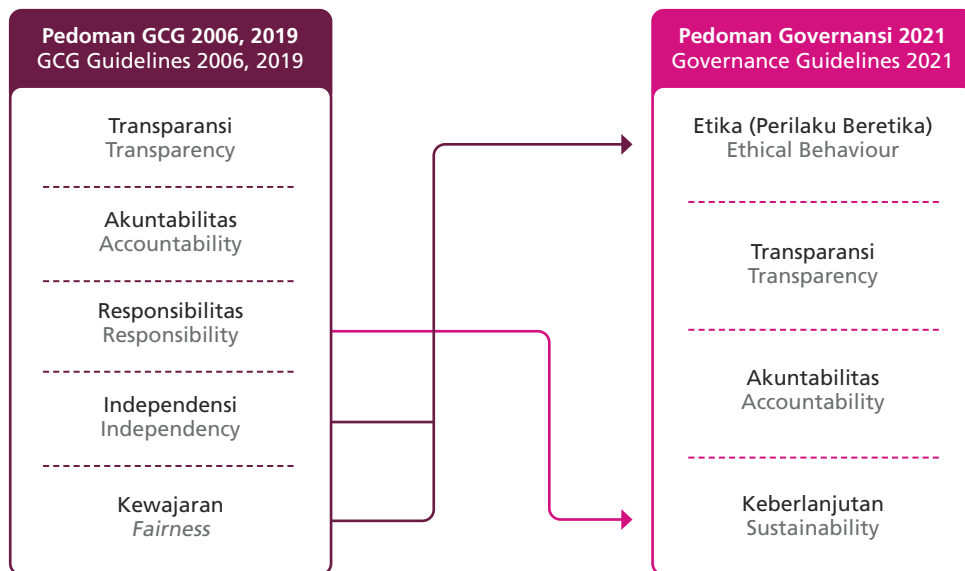 Pedoman GCG 2006, 2019
GCG Guidelines 2006, 2019
Transparansi
Transparency
Akuntabilitas
Accountability
Responsibilitas
Responsibility
Independensi
Independency
Kewajaran
Fairness
Pedoman Governansi 2021
Governance Guidelines 2021
Etika (Perilaku Beretika)
Ethical Behaviour
Transparansi
Transparency
Akuntabilitas
Accountability
Keberlanjutan
Sustainability